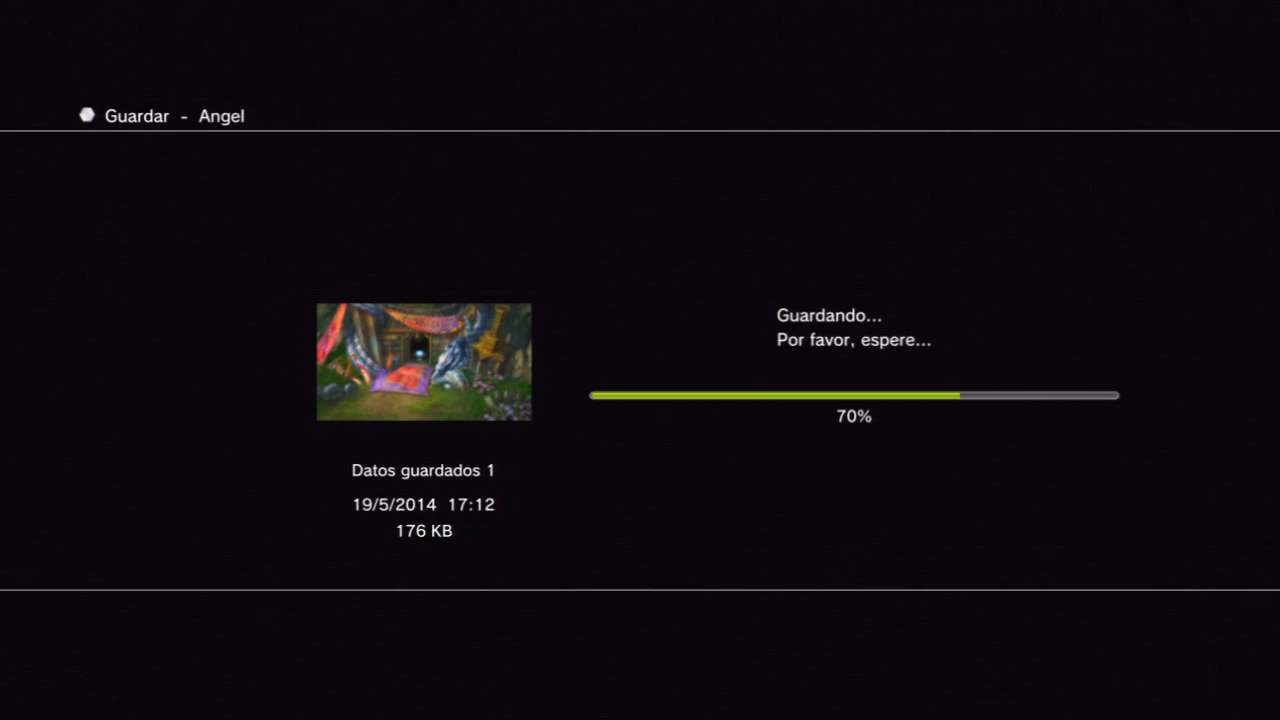 Guardar - Angel
Guardando...
Por favor, espere...
70%
Datos guardados 1
19/5/2014 17:12
176 KB